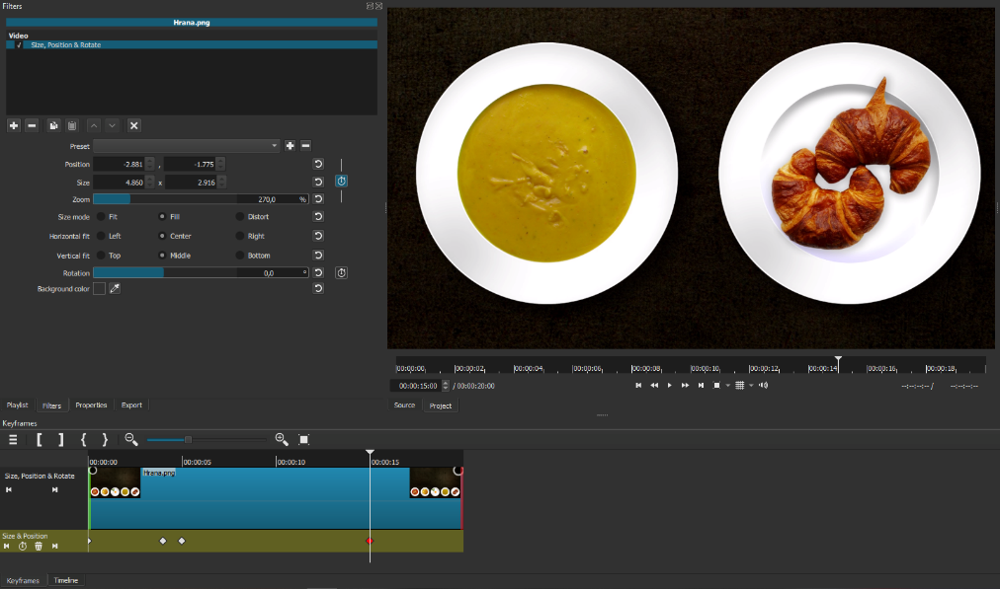 Filters
Hrana.png
Video
✓ Size, Position & Rotate
Preset
Position -2.881 , -1.775
Size 4.860 x 2.916
Zoom 270,0 %
Size mode Fit Fill Distort
Horizontal fit Left Center Right
Vertical fit Top Middle Bottom
Rotation 0,0 °
Background color
00:00:00 00:00:02 00:00:04 00:00:06 00:00:08 00:00:10 00:00:12 00:00:14 00:00:16 00:00:18
00:00:15:00 / 00:00:20:00 --:--:--:-- / --:--:--:--
Playlist Filters Properties Export
Source Project
Keyframes
00:00:00 00:00:05 00:00:10 00:00:15
Size, Position & Rotate
Hrana.png
Size & Position
Keyframes Timeline